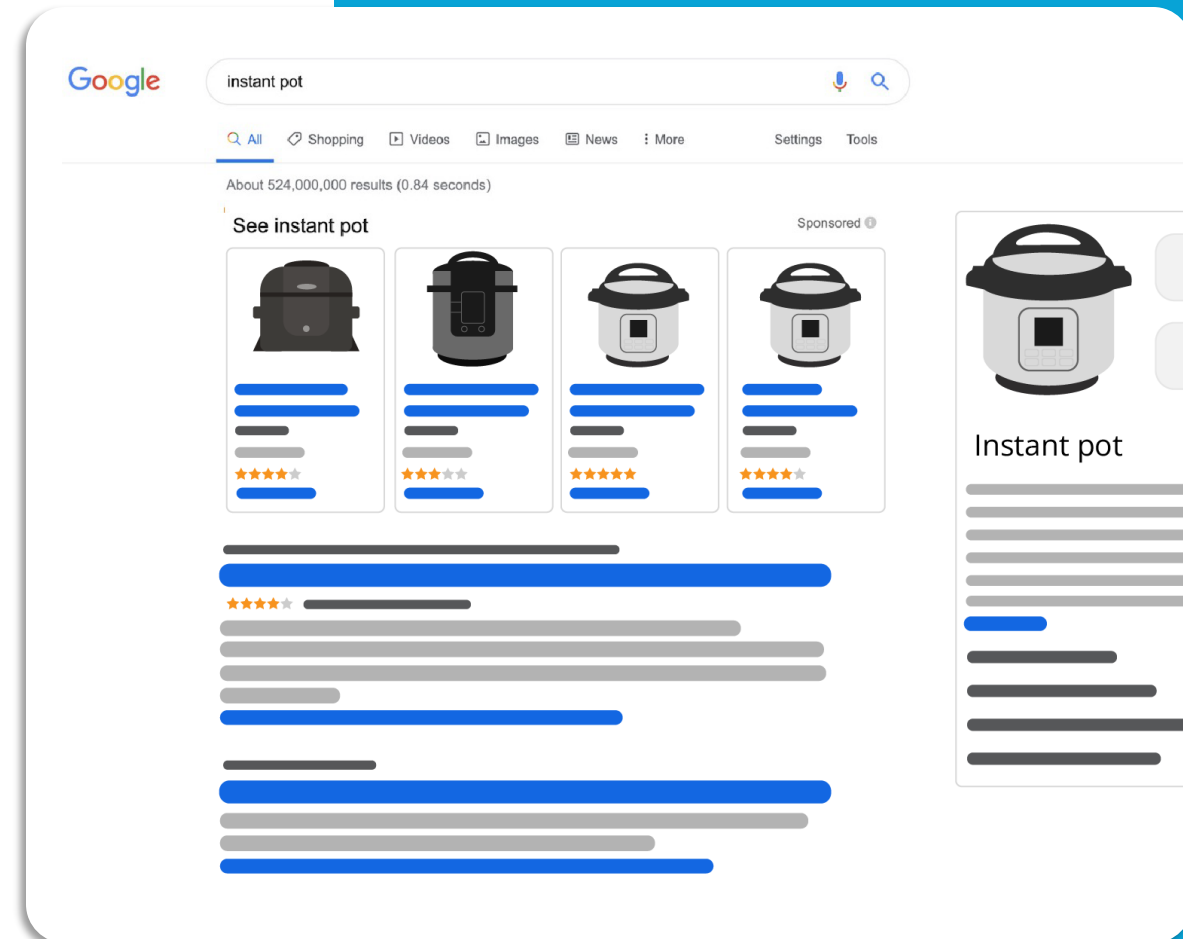 Google
instant pot
All Shopping Videos Images News More Settings Tools
About 524,000,000 results (0.84 seconds)
See instant pot
Sponsored
Instant pot